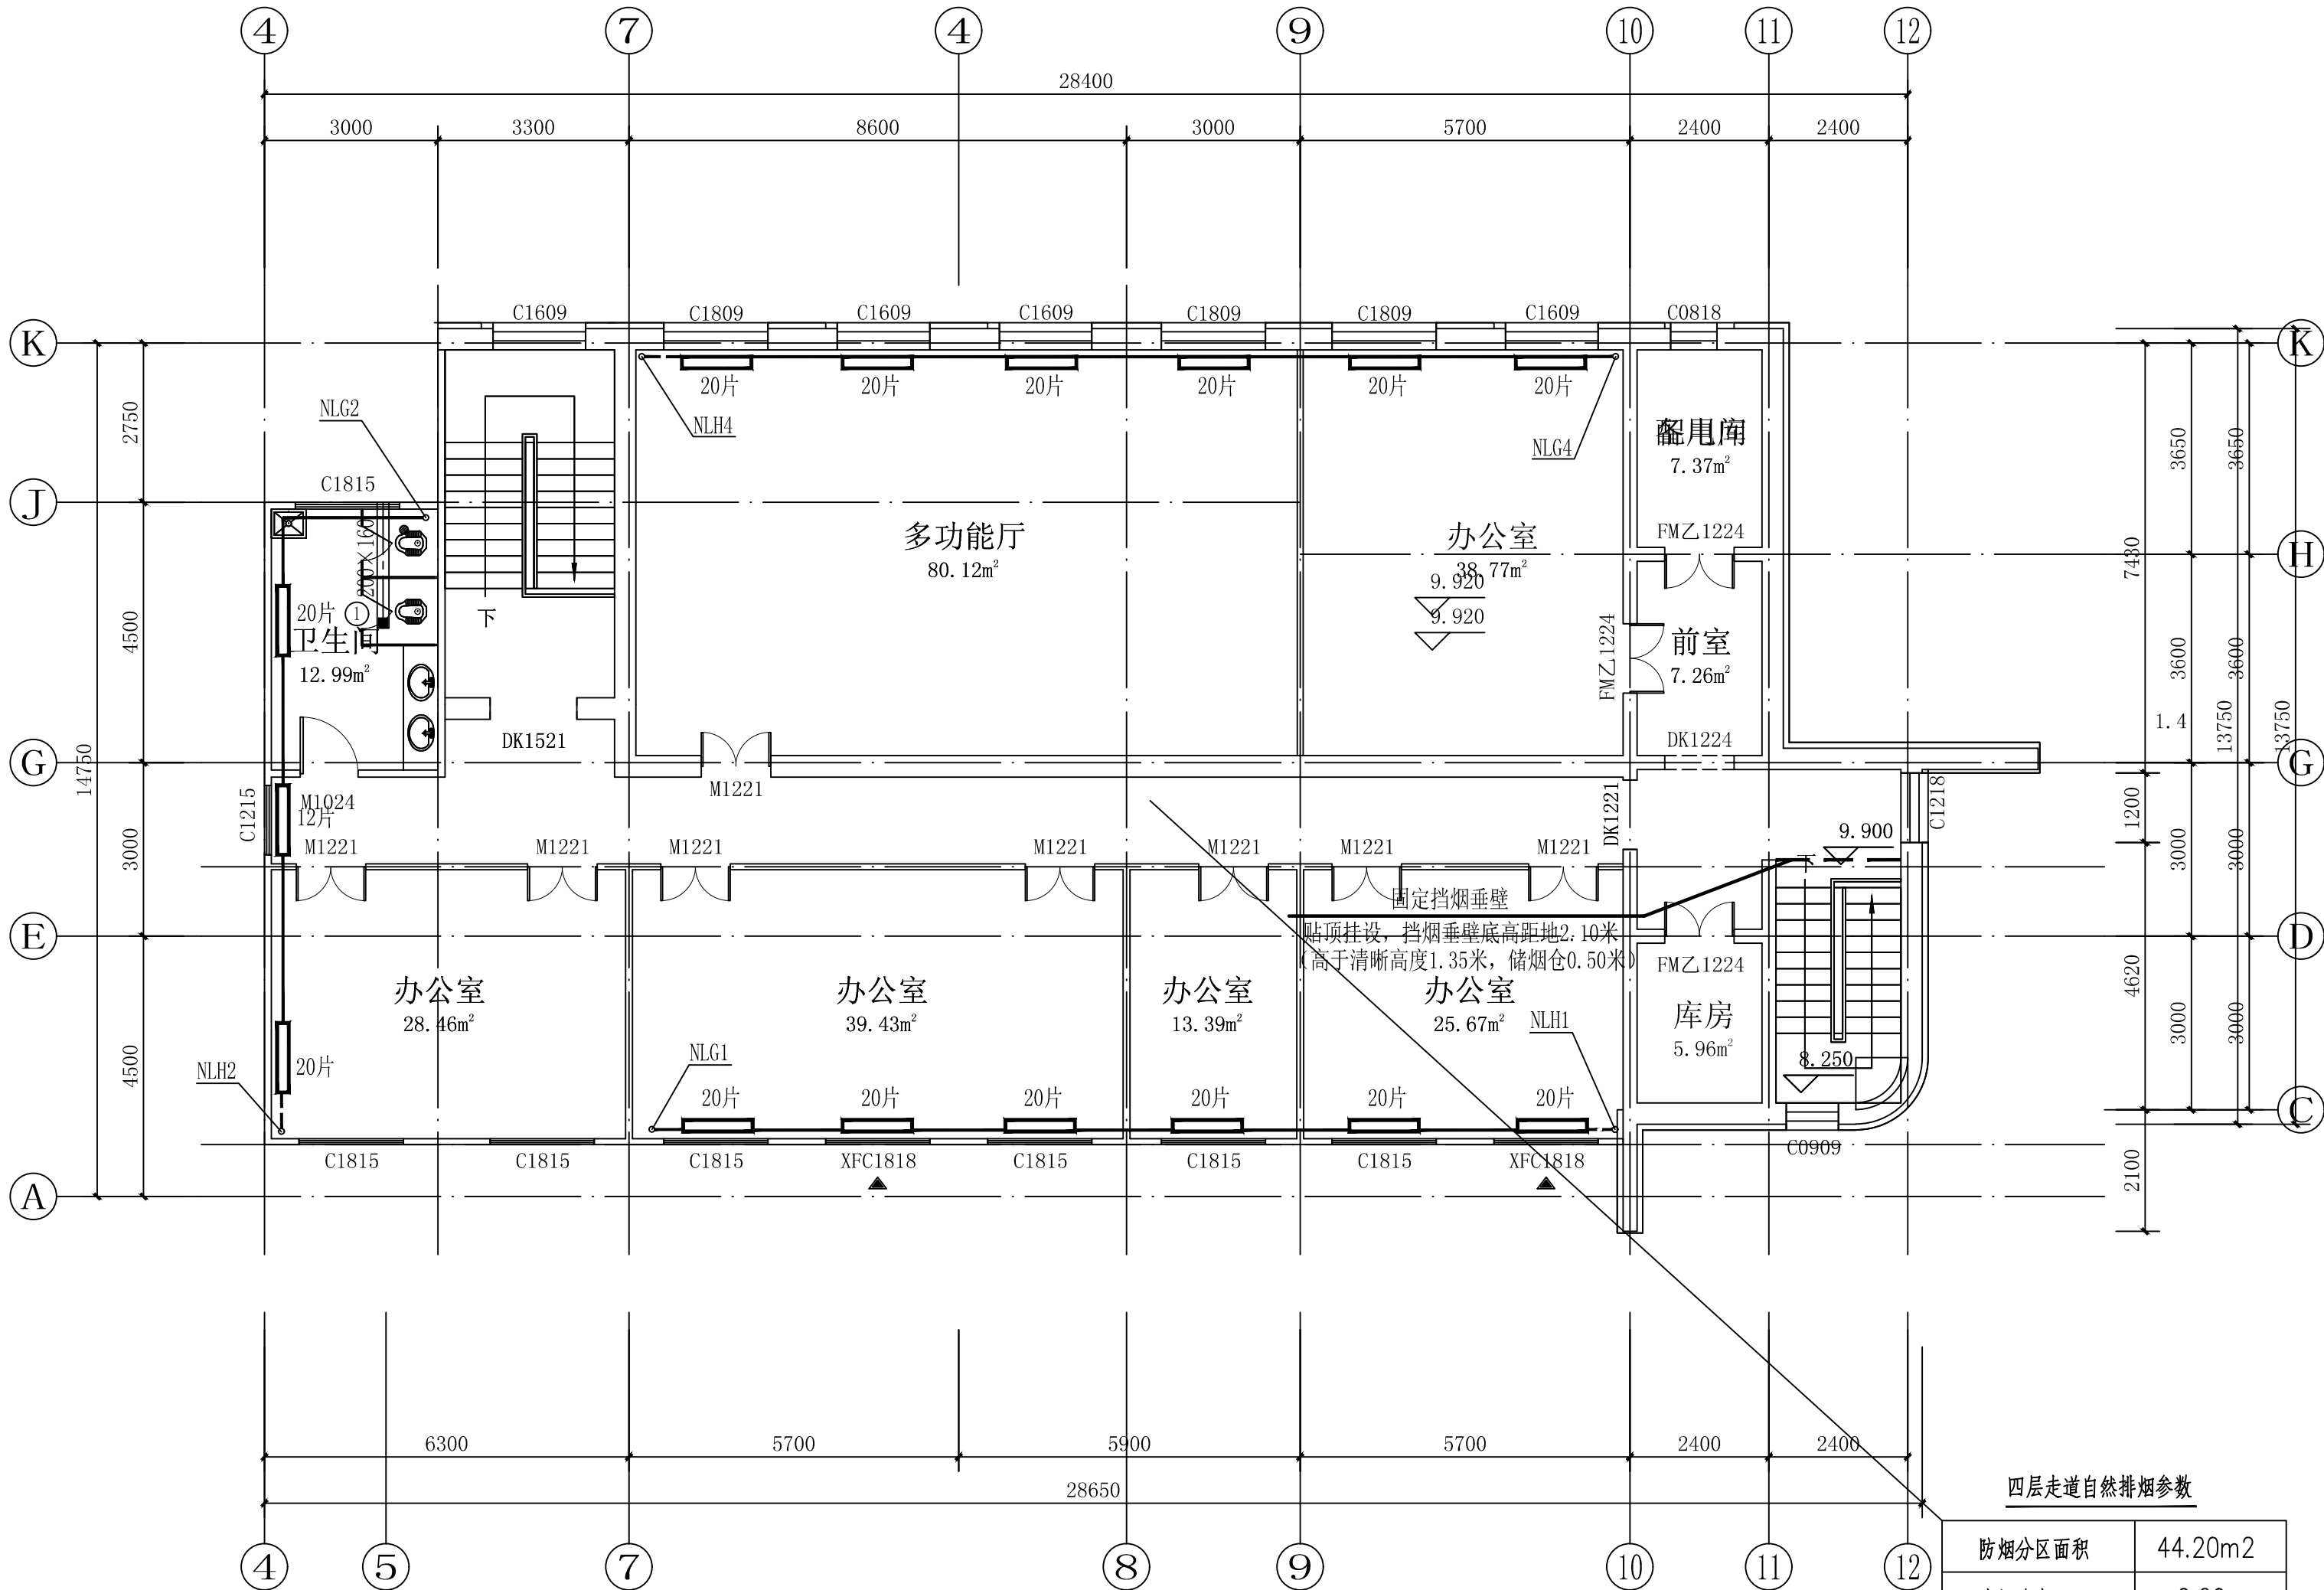 ④ ⑦ ④ ⑨ ⑩ ⑪ ⑫
28400
3000 3300 8600 3000 5700 2400 2400
C1609 C1809 C1609 C1609 C1809 C1809 C1609 C0818
K K
20片 20片 20片 20片 20片 20片
NLG2 NLH4 NLG4
2750 3650 3650
7.37m²
C1815
J
200×160
多功能厅
80.12m²
办公室
38.77m²
FM乙1224
H
7430
9.920
9.920
20片
①
卫生间
12.99m²
下
4500
FM乙1224
前室
7.26m²
3600 3600
1.4
13750 13750
DK1521
DK1224
G G
14750
M1221
C1215
M1024
12片
DK1221
C1218
1200
3000 3000 3000
9.900
下
M1221 M1221 M1221 M1221 M1221 M1221 M1221
固定挡烟垂壁
贴顶挂设，挡烟垂壁底高距地2.10米
（高于清晰高度1.35米，储烟仓0.50米）
E D
FM乙1224
4620
办公室 办公室 办公室 办公室
28.46m² 39.43m² 13.39m² 25.67m²
库房
5.96m²
NLH1
NLG1
NLH2
20片
4500
3000 3000
8.250
20片 20片 20片 20片 20片 20片
C
C1815 C1815 C1815 XFC1818 C1815 C1815 C1815 XFC1818
C0909
2100
A
6300 5700 5900 5700 2400 2400
28650
④ ⑤ ⑦ ⑧ ⑨ ⑩ ⑪ ⑫
四层走道自然排烟参数
防烟分区面积 44.20m2